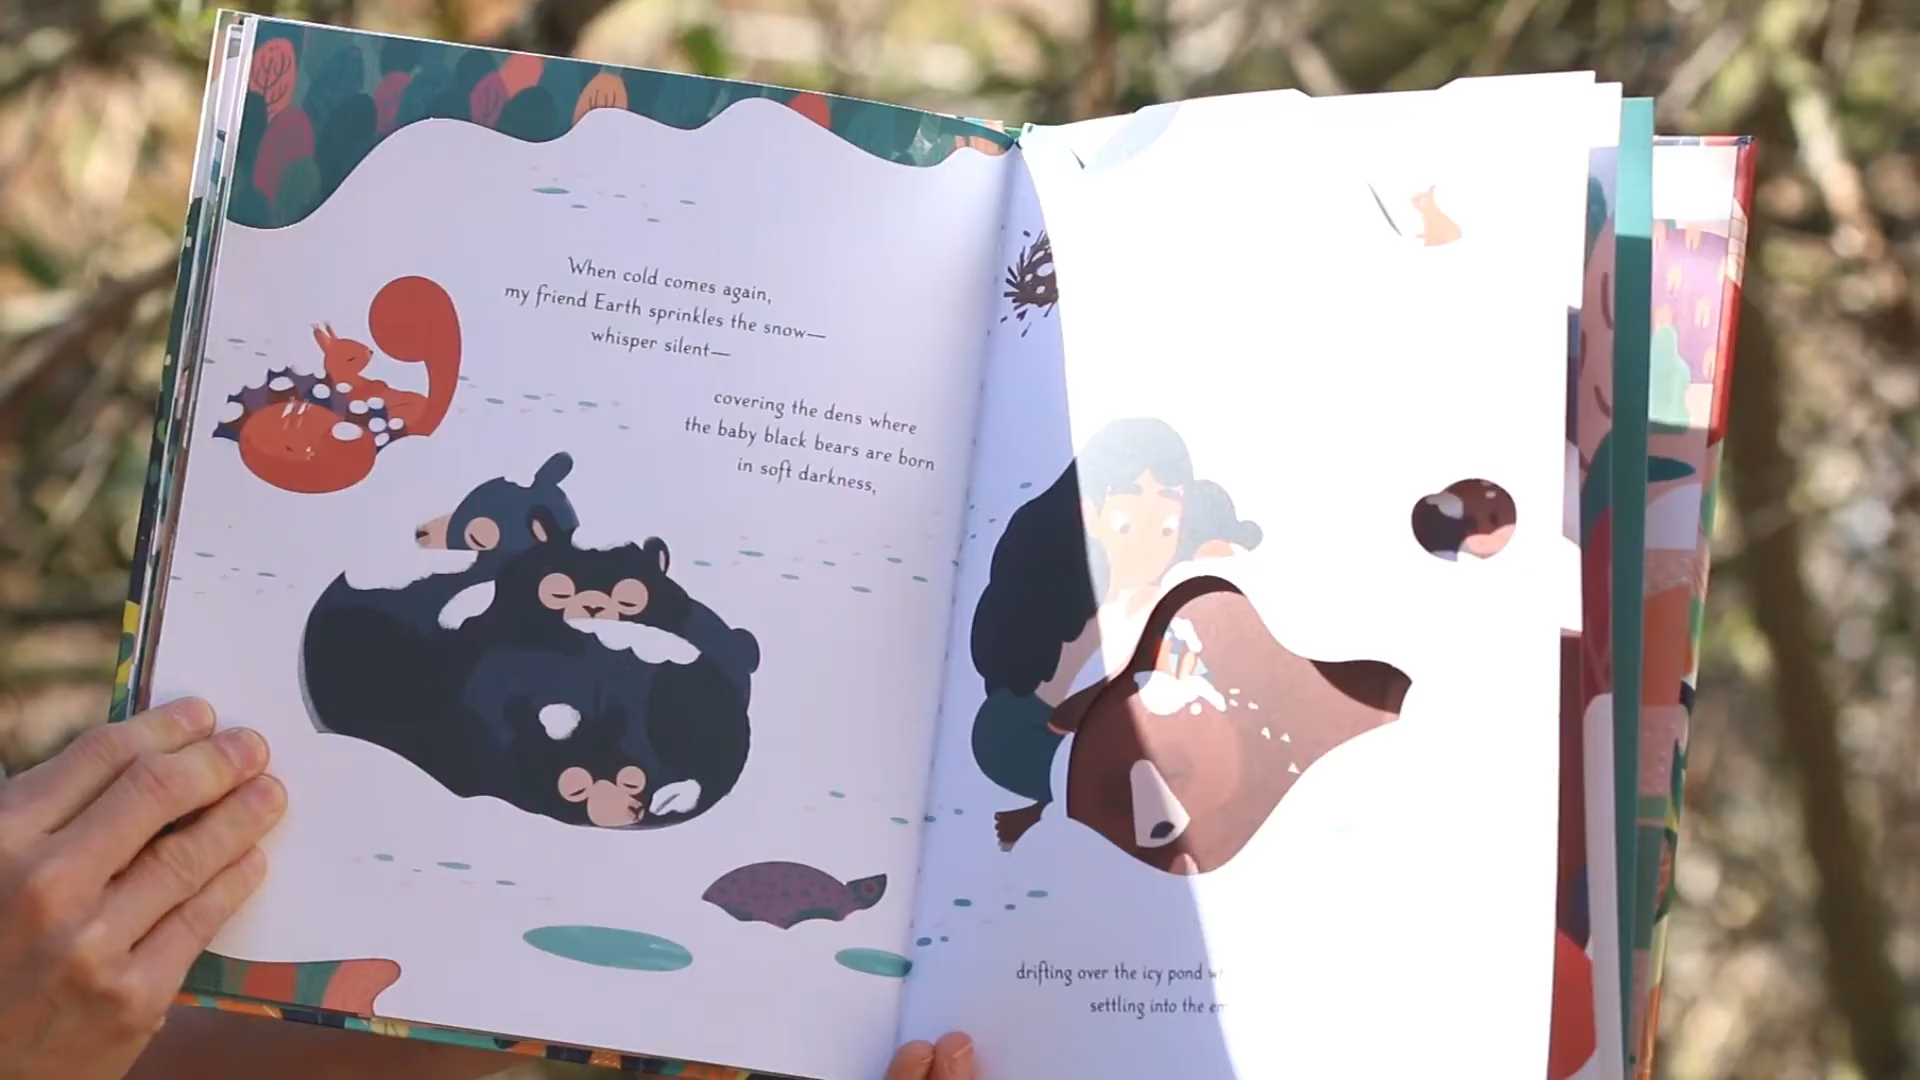 When cold comes again,
my friend Earth sprinkles the snow—
whisper silent—
covering the dens where
the baby black bears are born
in soft darkness,
drifting over the icy pond
settling into the